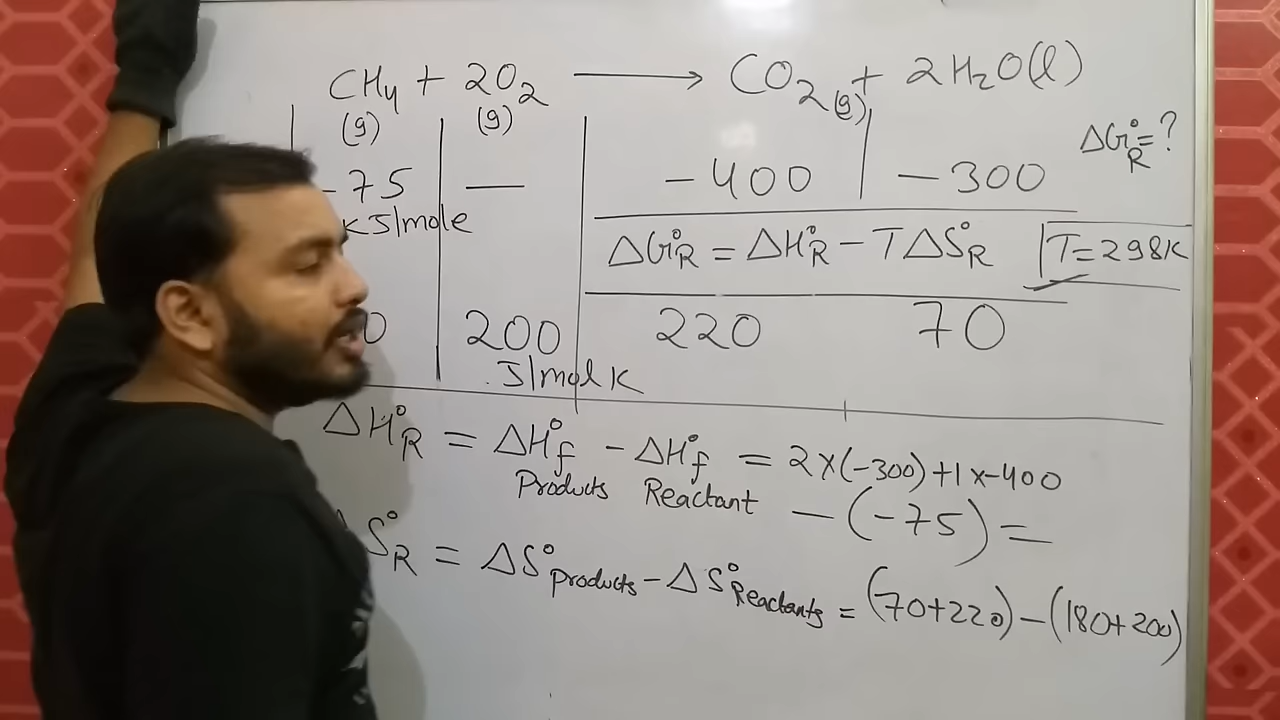 CH4 + 2O2 ⟶ CO2(g) + 2H2O(l)
(g) (g)
ΔG°R = ?
-75 — -400 -300
KJ/mole
ΔG°R = ΔH°R - TΔS°R T=298K
0 200 220 70
J/mol K
ΔH°R = ΔH°f - ΔH°f = 2×(-300)+1×-400
Products Reactant - (-75) =
ΔS°R = ΔS°Products - ΔS°Reactants = (70+220)-(180+200)